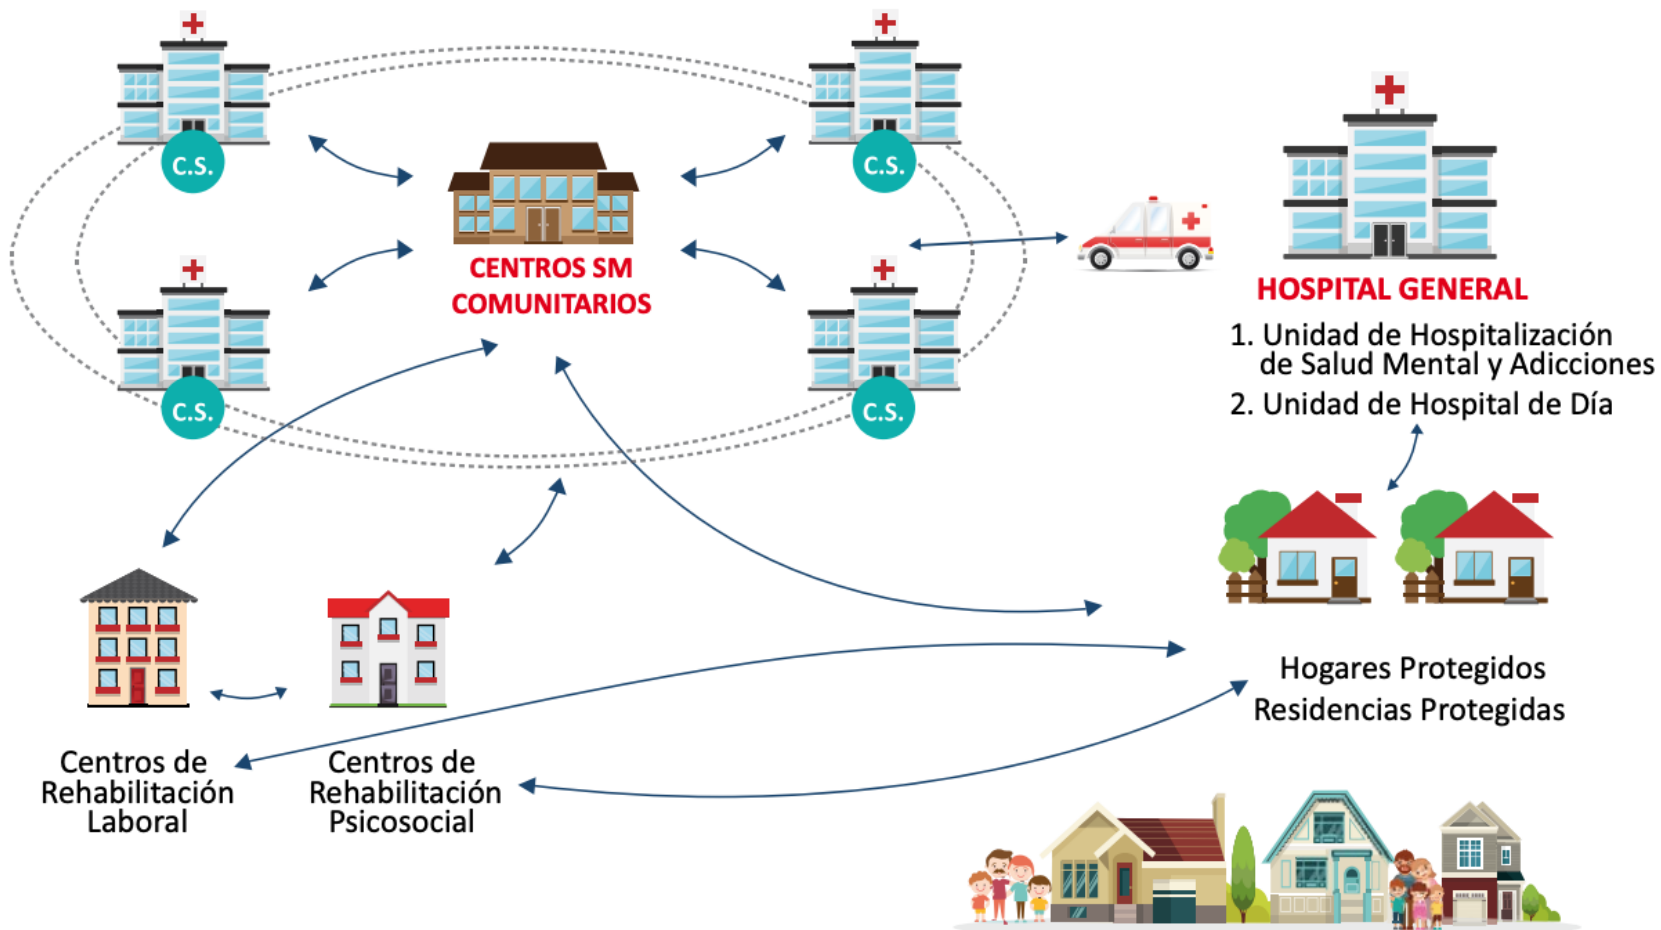 C.S.
C.S.
CENTROS SM
COMUNITARIOS
C.S.
C.S.
HOSPITAL GENERAL
1. Unidad de Hospitalización
de Salud Mental y Adicciones
2. Unidad de Hospital de Día
Hogares Protegidos
Residencias Protegidas
Centros de
Rehabilitación
Laboral
Centros de
Rehabilitación
Psicosocial